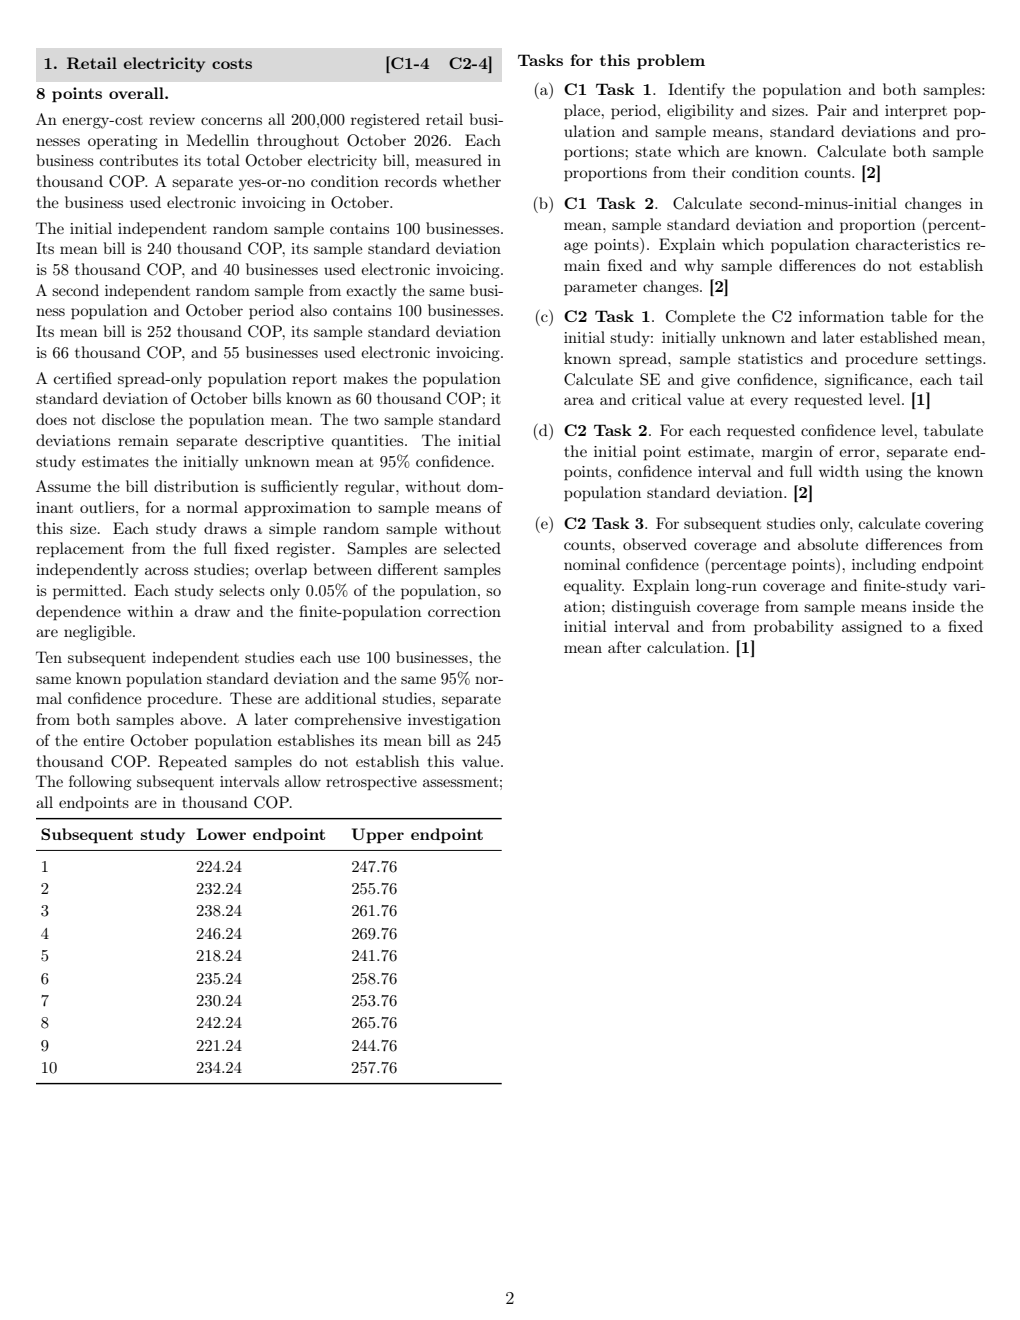 1. Retail electricity costs [C1-4 C2-4]
8 points overall.
An energy-cost review concerns all 200,000 registered retail busi-
nesses operating in Medellin throughout October 2026. Each
business contributes its total October electricity bill, measured in
thousand COP. A separate yes-or-no condition records whether
the business used electronic invoicing in October.
The initial independent random sample contains 100 businesses.
Its mean bill is 240 thousand COP, its sample standard deviation
is 58 thousand COP, and 40 businesses used electronic invoicing.
A second independent random sample from exactly the same busi-
ness population and October period also contains 100 businesses.
Its mean bill is 252 thousand COP, its sample standard deviation
is 66 thousand COP, and 55 businesses used electronic invoicing.
A certified spread-only population report makes the population
standard deviation of October bills known as 60 thousand COP; it
does not disclose the population mean. The two sample standard
deviations remain separate descriptive quantities. The initial
study estimates the initially unknown mean at 95% confidence.
Assume the bill distribution is sufficiently regular, without dom-
inant outliers, for a normal approximation to sample means of
this size. Each study draws a simple random sample without
replacement from the full fixed register. Samples are selected
independently across studies; overlap between different samples
is permitted. Each study selects only 0.05% of the population, so
dependence within a draw and the finite-population correction
are negligible.
Ten subsequent independent studies each use 100 businesses, the
same known population standard deviation and the same 95% nor-
mal confidence procedure. These are additional studies, separate
from both samples above. A later comprehensive investigation
of the entire October population establishes its mean bill as 245
thousand COP. Repeated samples do not establish this value.
The following subsequent intervals allow retrospective assessment;
all endpoints are in thousand COP.
Subsequent study Lower endpoint Upper endpoint
1 224.24 247.76
2 232.24 255.76
3 238.24 261.76
4 246.24 269.76
5 218.24 241.76
6 235.24 258.76
7 230.24 253.76
8 242.24 265.76
9 221.24 244.76
10 234.24 257.76
Tasks for this problem
(a) C1 Task 1. Identify the population and both samples:
place, period, eligibility and sizes. Pair and interpret pop-
ulation and sample means, standard deviations and pro-
portions; state which are known. Calculate both sample
proportions from their condition counts. [2]
(b) C1 Task 2. Calculate second-minus-initial changes in
mean, sample standard deviation and proportion (percent-
age points). Explain which population characteristics re-
main fixed and why sample differences do not establish
parameter changes. [2]
(c) C2 Task 1. Complete the C2 information table for the
initial study: initially unknown and later established mean,
known spread, sample statistics and procedure settings.
Calculate SE and give confidence, significance, each tail
area and critical value at every requested level. [1]
(d) C2 Task 2. For each requested confidence level, tabulate
the initial point estimate, margin of error, separate end-
points, confidence interval and full width using the known
population standard deviation. [2]
(e) C2 Task 3. For subsequent studies only, calculate covering
counts, observed coverage and absolute differences from
nominal confidence (percentage points), including endpoint
equality. Explain long-run coverage and finite-study vari-
ation; distinguish coverage from sample means inside the
initial interval and from probability assigned to a fixed
mean after calculation. [1]
2